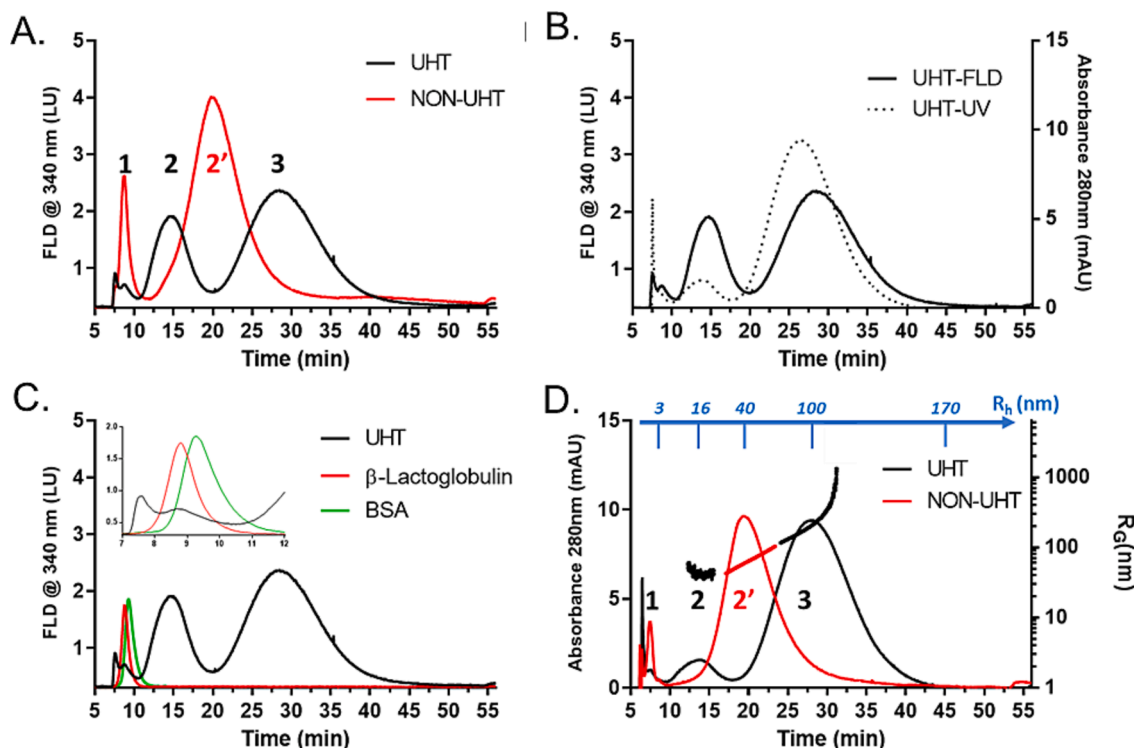 A.
5
4
3
2
1
FLD @ 340 nm (LU)
UHT
NON-UHT
1
2
2'
3
5 10 15 20 25 30 35 40 45 50 55
Time (min)
B.
5
4
3
2
1
FLD @ 340 nm (LU)
UHT-FLD
UHT-UV
15
10
5
0
Absorbance 280nm (mAU)
5 10 15 20 25 30 35 40 45 50 55
Time (min)
C.
5
4
3
2
1
FLD @ 340 nm (LU)
2.0
1.5
1.0
0.5
7 8 9 10 11 12
UHT
β-Lactoglobulin
BSA
5 10 15 20 25 30 35 40 45 50 55
Time (min)
D.
3 16 40 100 170 Rh (nm)
15
10
5
0
Absorbance 280nm (mAU)
UHT
NON-UHT
1
2
2'
3
1000
100
10
1
RG(nm)
5 10 15 20 25 30 35 40 45 50 55
Time (min)